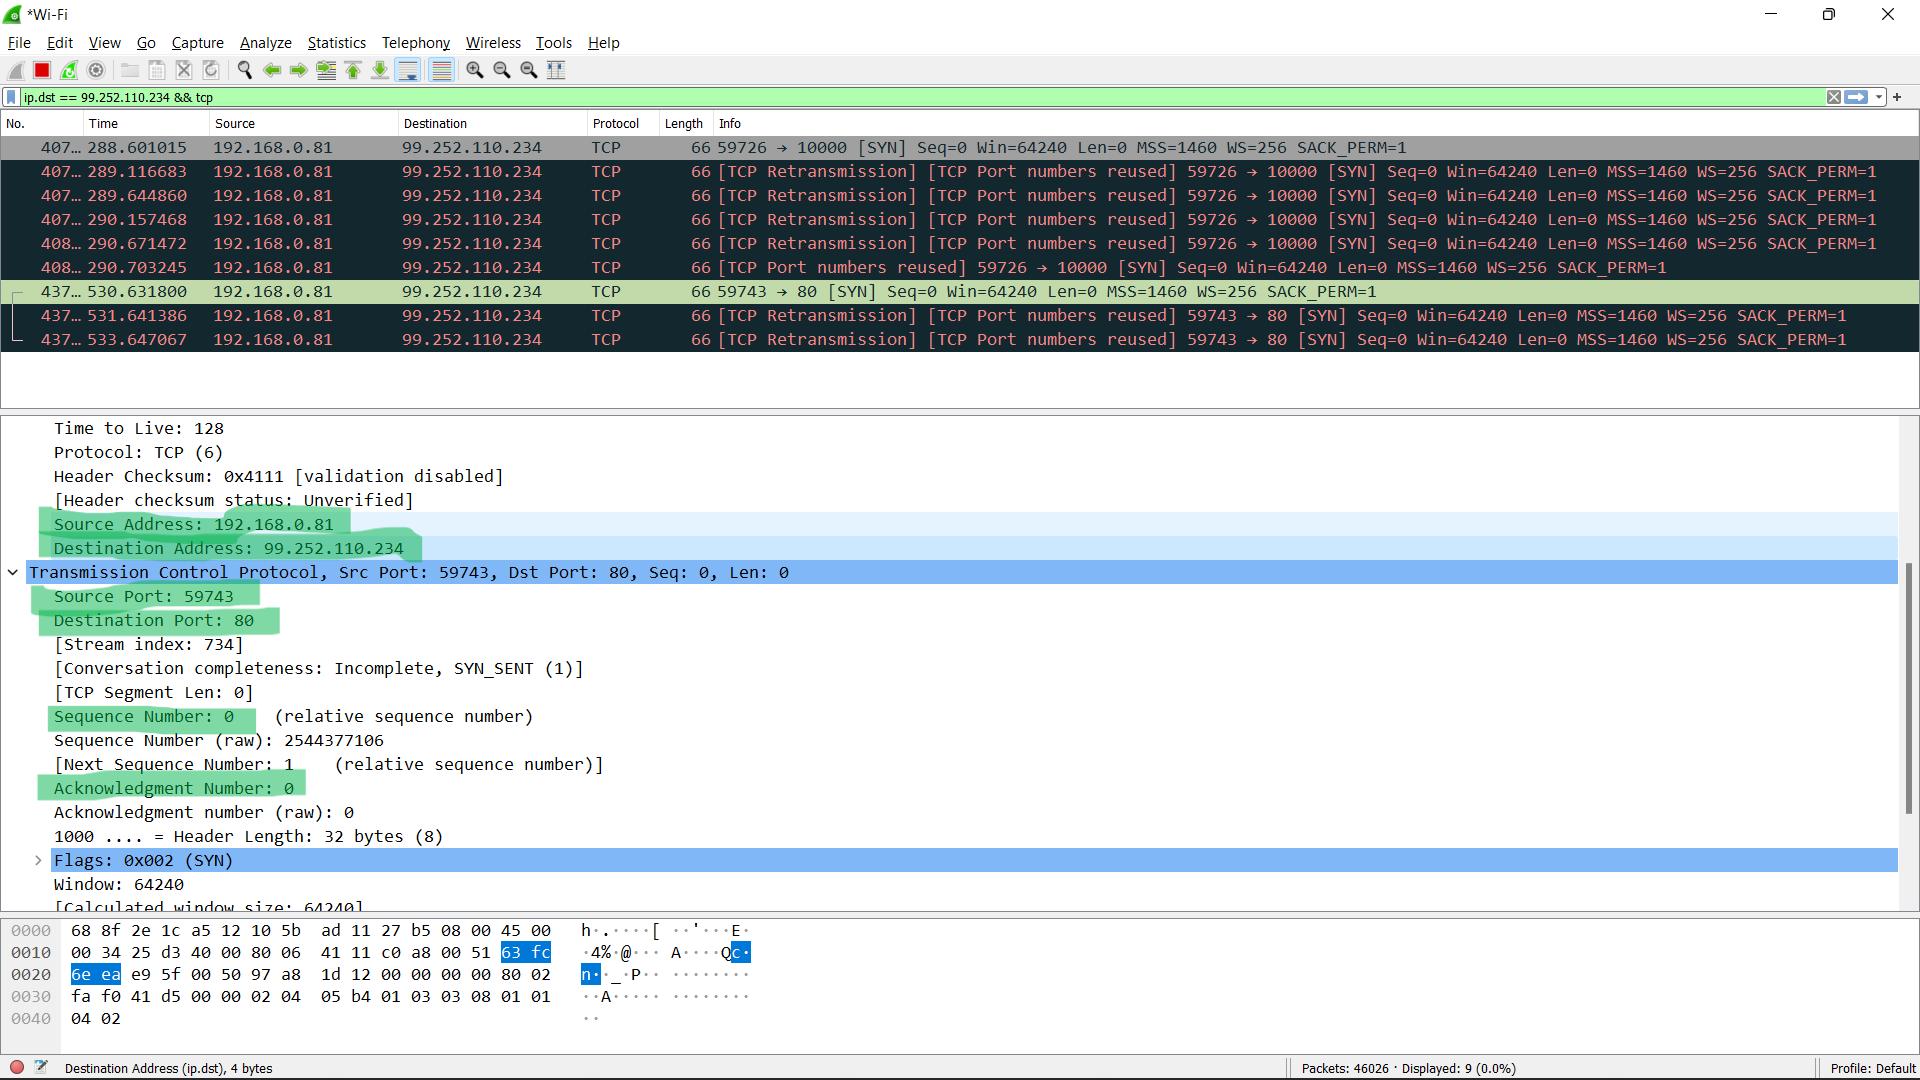 *Wi-Fi
File Edit View Go Capture Analyze Statistics Telephony Wireless Tools Help
ip.dst == 99.252.110.234 && tcp
No. Time Source Destination Protocol Length Info
407… 288.601015 192.168.0.81 99.252.110.234 TCP 66 59726 → 10000 [SYN] Seq=0 Win=64240 Len=0 MSS=1460 WS=256 SACK_PERM=1
407… 289.116683 192.168.0.81 99.252.110.234 TCP 66 [TCP Retransmission] [TCP Port numbers reused] 59726 → 10000 [SYN] Seq=0 Win=64240 Len=0 MSS=1460 WS=256 SACK_PERM=1
407… 289.644860 192.168.0.81 99.252.110.234 TCP 66 [TCP Retransmission] [TCP Port numbers reused] 59726 → 10000 [SYN] Seq=0 Win=64240 Len=0 MSS=1460 WS=256 SACK_PERM=1
407… 290.157468 192.168.0.81 99.252.110.234 TCP 66 [TCP Retransmission] [TCP Port numbers reused] 59726 → 10000 [SYN] Seq=0 Win=64240 Len=0 MSS=1460 WS=256 SACK_PERM=1
408… 290.671472 192.168.0.81 99.252.110.234 TCP 66 [TCP Retransmission] [TCP Port numbers reused] 59726 → 10000 [SYN] Seq=0 Win=64240 Len=0 MSS=1460 WS=256 SACK_PERM=1
408… 290.703245 192.168.0.81 99.252.110.234 TCP 66 [TCP Port numbers reused] 59726 → 10000 [SYN] Seq=0 Win=64240 Len=0 MSS=1460 WS=256 SACK_PERM=1
437… 530.631800 192.168.0.81 99.252.110.234 TCP 66 59743 → 80 [SYN] Seq=0 Win=64240 Len=0 MSS=1460 WS=256 SACK_PERM=1
437… 531.641386 192.168.0.81 99.252.110.234 TCP 66 [TCP Retransmission] [TCP Port numbers reused] 59743 → 80 [SYN] Seq=0 Win=64240 Len=0 MSS=1460 WS=256 SACK_PERM=1
437… 533.647067 192.168.0.81 99.252.110.234 TCP 66 [TCP Retransmission] [TCP Port numbers reused] 59743 → 80 [SYN] Seq=0 Win=64240 Len=0 MSS=1460 WS=256 SACK_PERM=1
Time to Live: 128
Protocol: TCP (6)
Header Checksum: 0x4111 [validation disabled]
[Header checksum status: Unverified]
Source Address: 192.168.0.81
Destination Address: 99.252.110.234
Transmission Control Protocol, Src Port: 59743, Dst Port: 80, Seq: 0, Len: 0
Source Port: 59743
Destination Port: 80
[Stream index: 734]
[Conversation completeness: Incomplete, SYN_SENT (1)]
[TCP Segment Len: 0]
Sequence Number: 0 (relative sequence number)
Sequence Number (raw): 2544377106
[Next Sequence Number: 1 (relative sequence number)]
Acknowledgment Number: 0
Acknowledgment number (raw): 0
1000 .... = Header Length: 32 bytes (8)
Flags: 0x002 (SYN)
Window: 64240
[Calculated window size: 64240]
0000 68 8f 2e 1c a5 12 10 5b ad 11 27 b5 08 00 45 00 h·.····[ ··'···E·
0010 00 34 25 d3 40 00 80 06 41 11 c0 a8 00 51 63 fc ·4%·@··· A····Qc·
0020 6e ea e9 5f 00 50 97 a8 1d 12 00 00 00 00 80 02 n··_·P·· ········
0030 fa f0 41 d5 00 00 02 04 05 b4 01 03 03 08 01 01 ··A····· ········
0040 04 02 ··
Destination Address (ip.dst), 4 bytes
Packets: 46026 · Displayed: 9 (0.0%)
Profile: Default